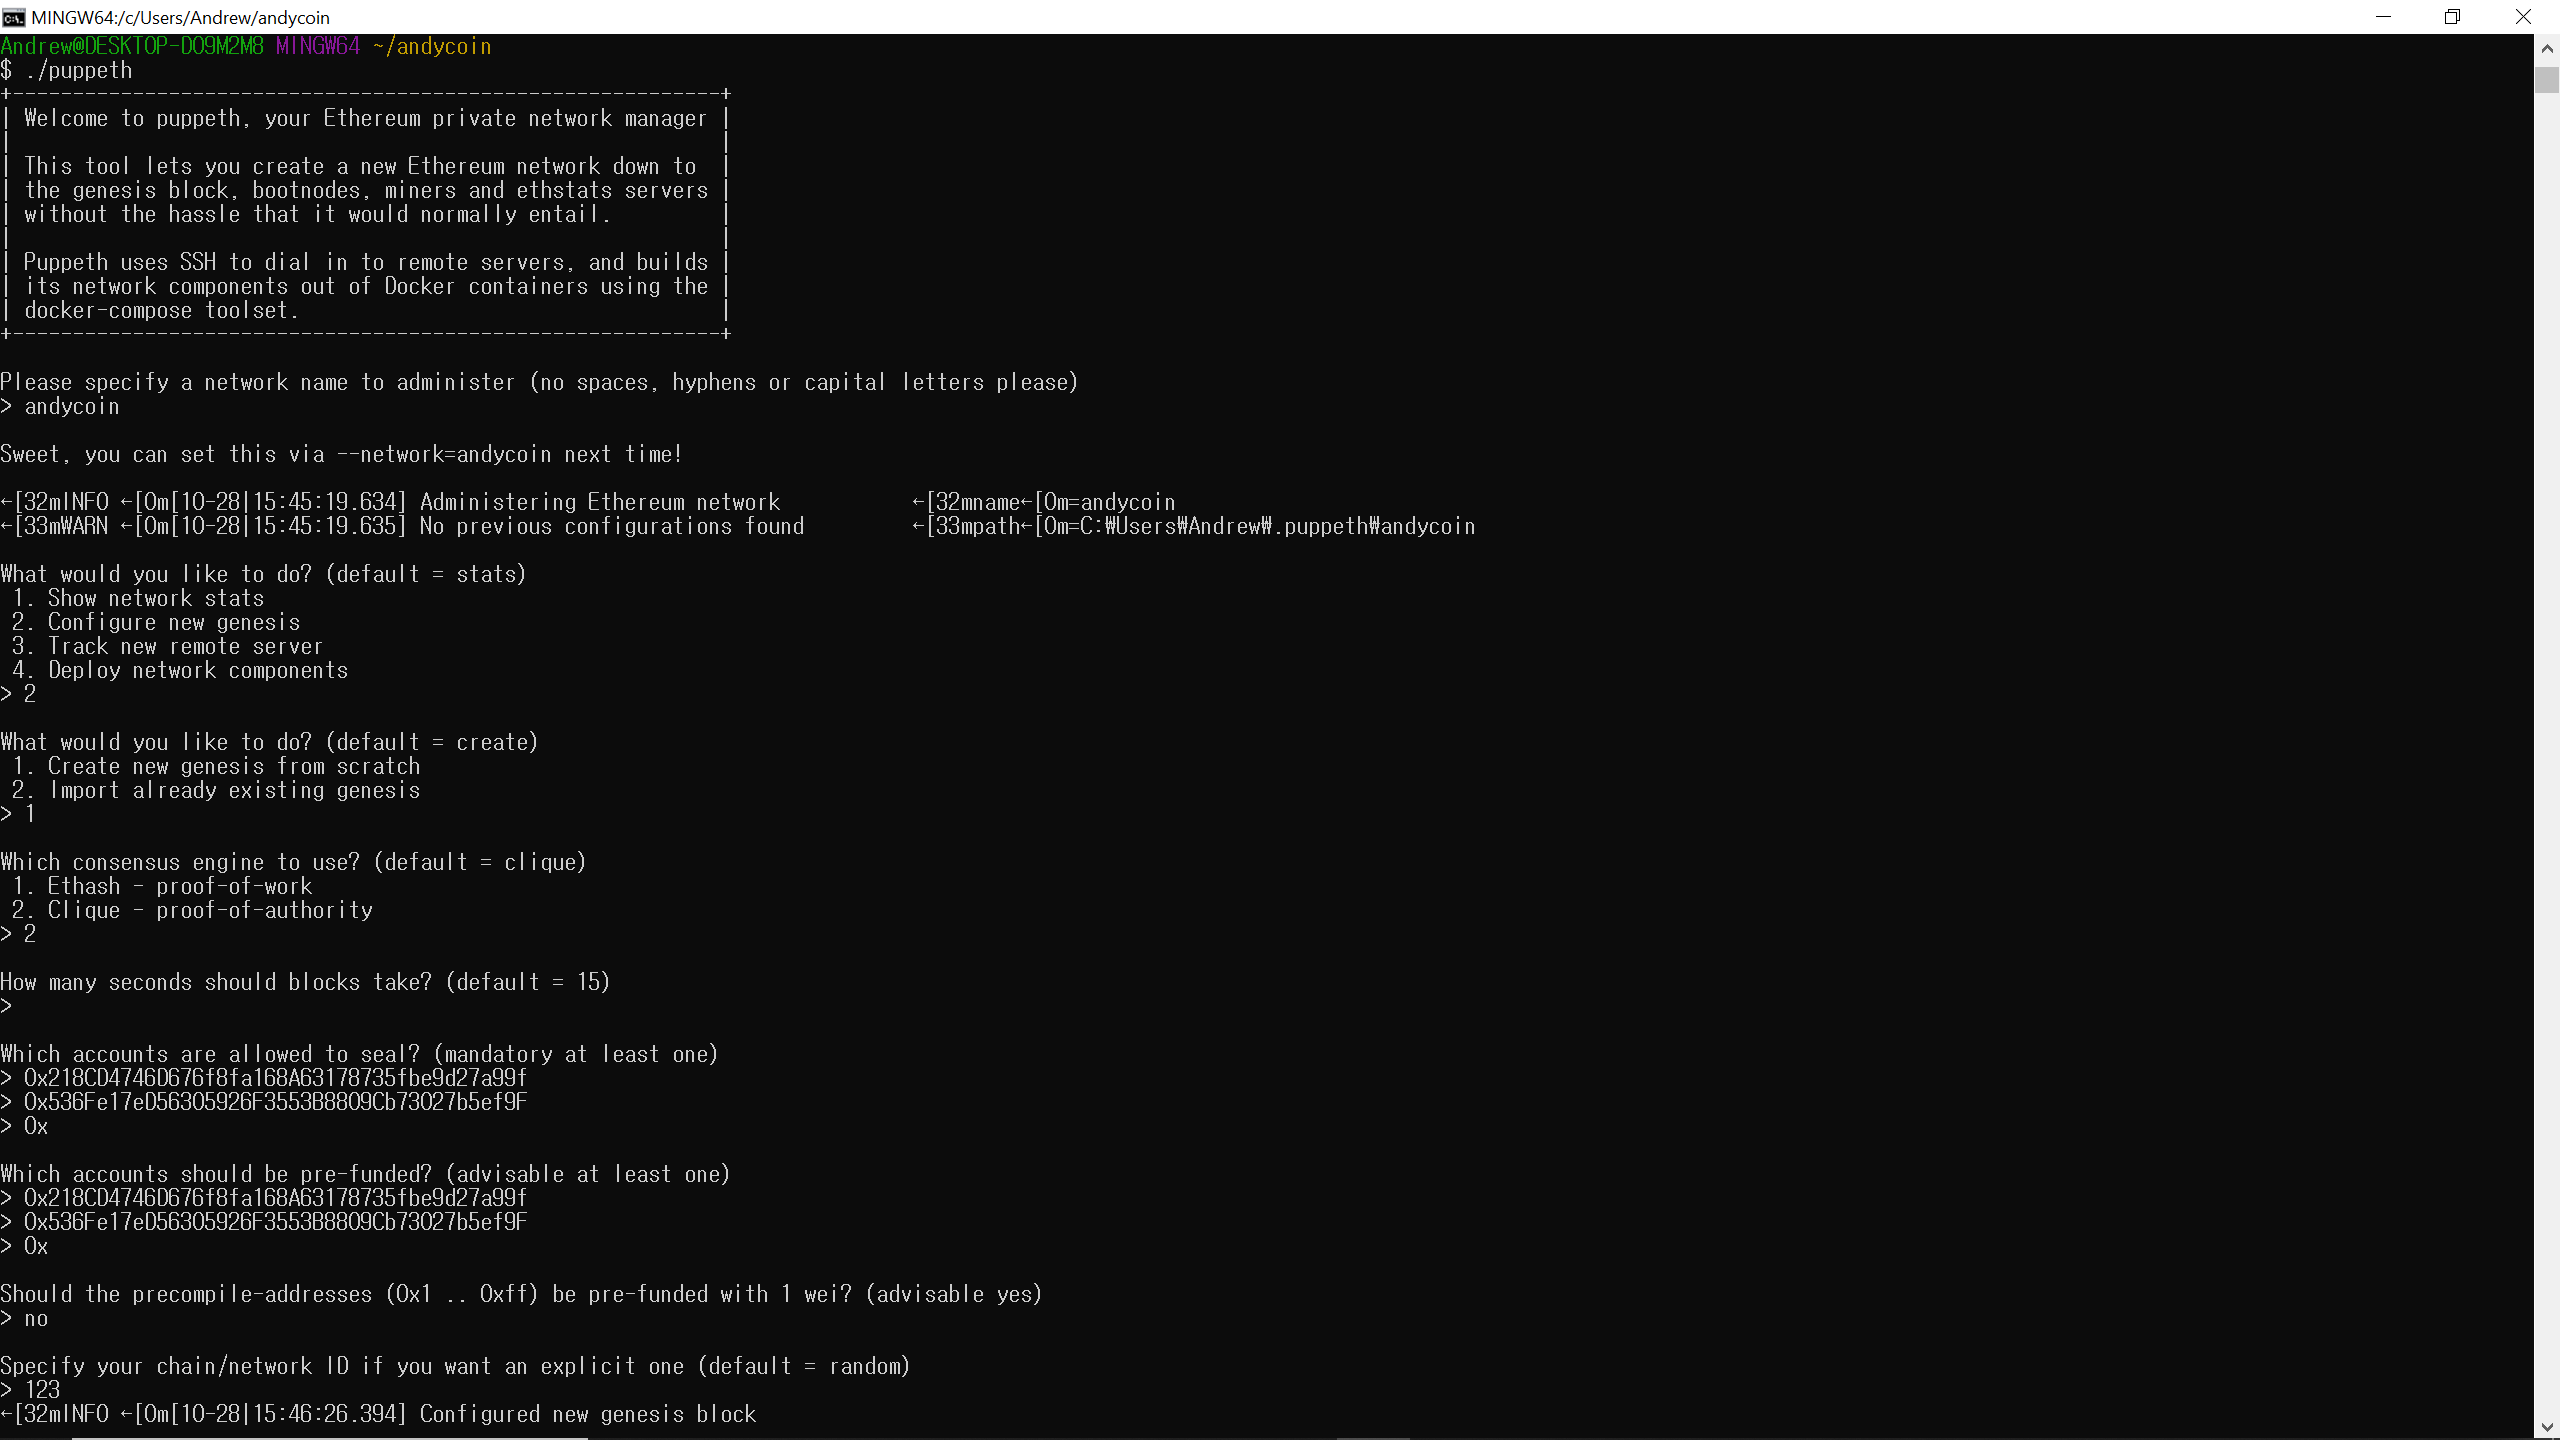 MINGW64:/c/Users/Andrew/andycoin
Andrew@DESKTOP-DO9M2M8 MINGW64 ~/andycoin
$ ./puppeth
+-----------------------------------------------------------+
| Welcome to puppeth, your Ethereum private network manager |
|                                                           |
| This tool lets you create a new Ethereum network down to  |
| the genesis block, bootnodes, miners and ethstats servers |
| without the hassle that it would normally entail.         |
|                                                           |
| Puppeth uses SSH to dial in to remote servers, and builds |
| its network components out of Docker containers using the |
| docker-compose toolset.                                   |
+-----------------------------------------------------------+
Please specify a network name to administer (no spaces, hyphens or capital letters please)
> andycoin
Sweet, you can set this via --network=andycoin next time!
←[32mINFO ←[0m[10-28|15:45:19.634] Administering Ethereum network           ←[32mname←[0m=andycoin
←[33mWARN ←[0m[10-28|15:45:19.635] No previous configurations found         ←[33mpath←[0m=C:₩Users₩Andrew₩.puppeth₩andycoin
What would you like to do? (default = stats)
1. Show network stats
2. Configure new genesis
3. Track new remote server
4. Deploy network components
> 2
What would you like to do? (default = create)
1. Create new genesis from scratch
2. Import already existing genesis
> 1
Which consensus engine to use? (default = clique)
1. Ethash - proof-of-work
2. Clique - proof-of-authority
> 2
How many seconds should blocks take? (default = 15)
>
Which accounts are allowed to seal? (mandatory at least one)
> 0x218CD4746D676f8fa168A63178735fbe9d27a99f
> 0x536Fe17eD56305926F3553B8809Cb73027b5ef9F
> 0x
Which accounts should be pre-funded? (advisable at least one)
> 0x218CD4746D676f8fa168A63178735fbe9d27a99f
> 0x536Fe17eD56305926F3553B8809Cb73027b5ef9F
> 0x
Should the precompile-addresses (0x1 .. 0xff) be pre-funded with 1 wei? (advisable yes)
> no
Specify your chain/network ID if you want an explicit one (default = random)
> 123
←[32mINFO ←[0m[10-28|15:46:26.394] Configured new genesis block